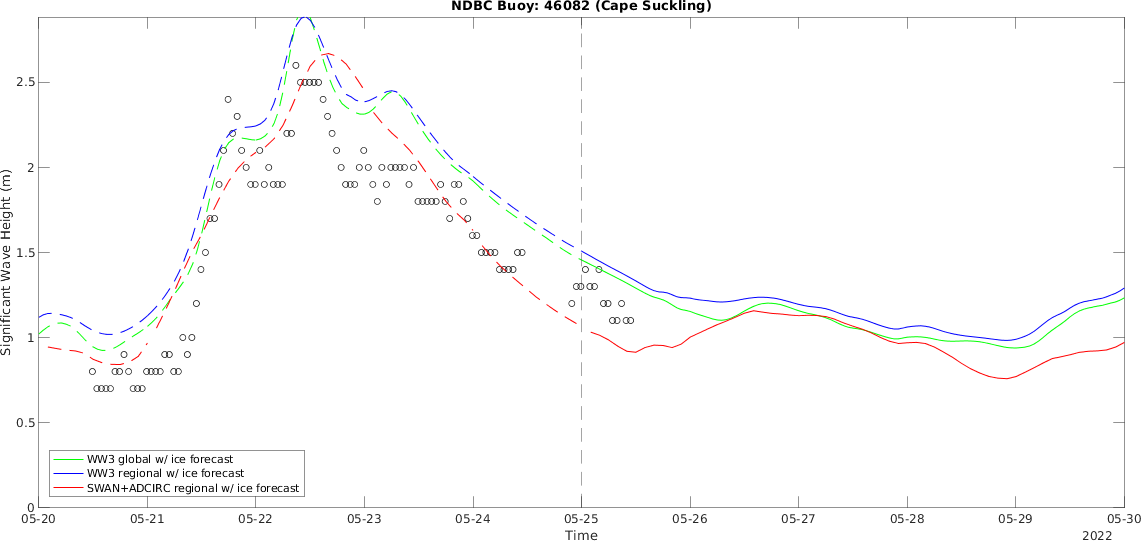 NDBC Buoy: 46082 (Cape Suckling)
Significant Wave Height (m)
2.5
2
1.5
1
0.5
0
WW3 global w/ ice forecast
WW3 regional w/ ice forecast
SWAN+ADCIRC regional w/ ice forecast
05-20 05-21 05-22 05-23 05-24 05-25 05-26 05-27 05-28 05-29 05-30
Time
2022